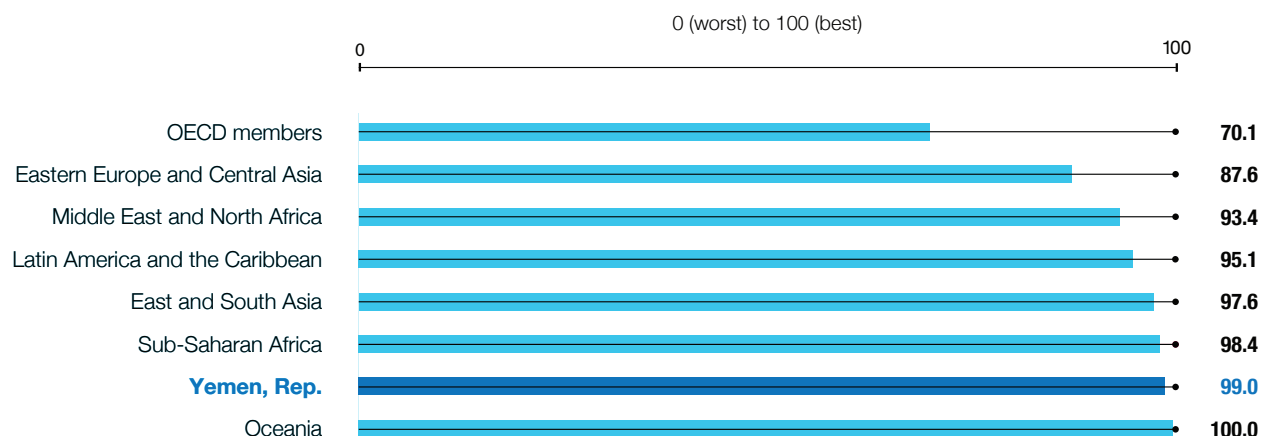 0 (worst) to 100 (best)
0 100
OECD members 70.1
Eastern Europe and Central Asia 87.6
Middle East and North Africa 93.4
Latin America and the Caribbean 95.1
East and South Asia 97.6
Sub-Saharan Africa 98.4
Yemen, Rep. 99.0
Oceania 100.0